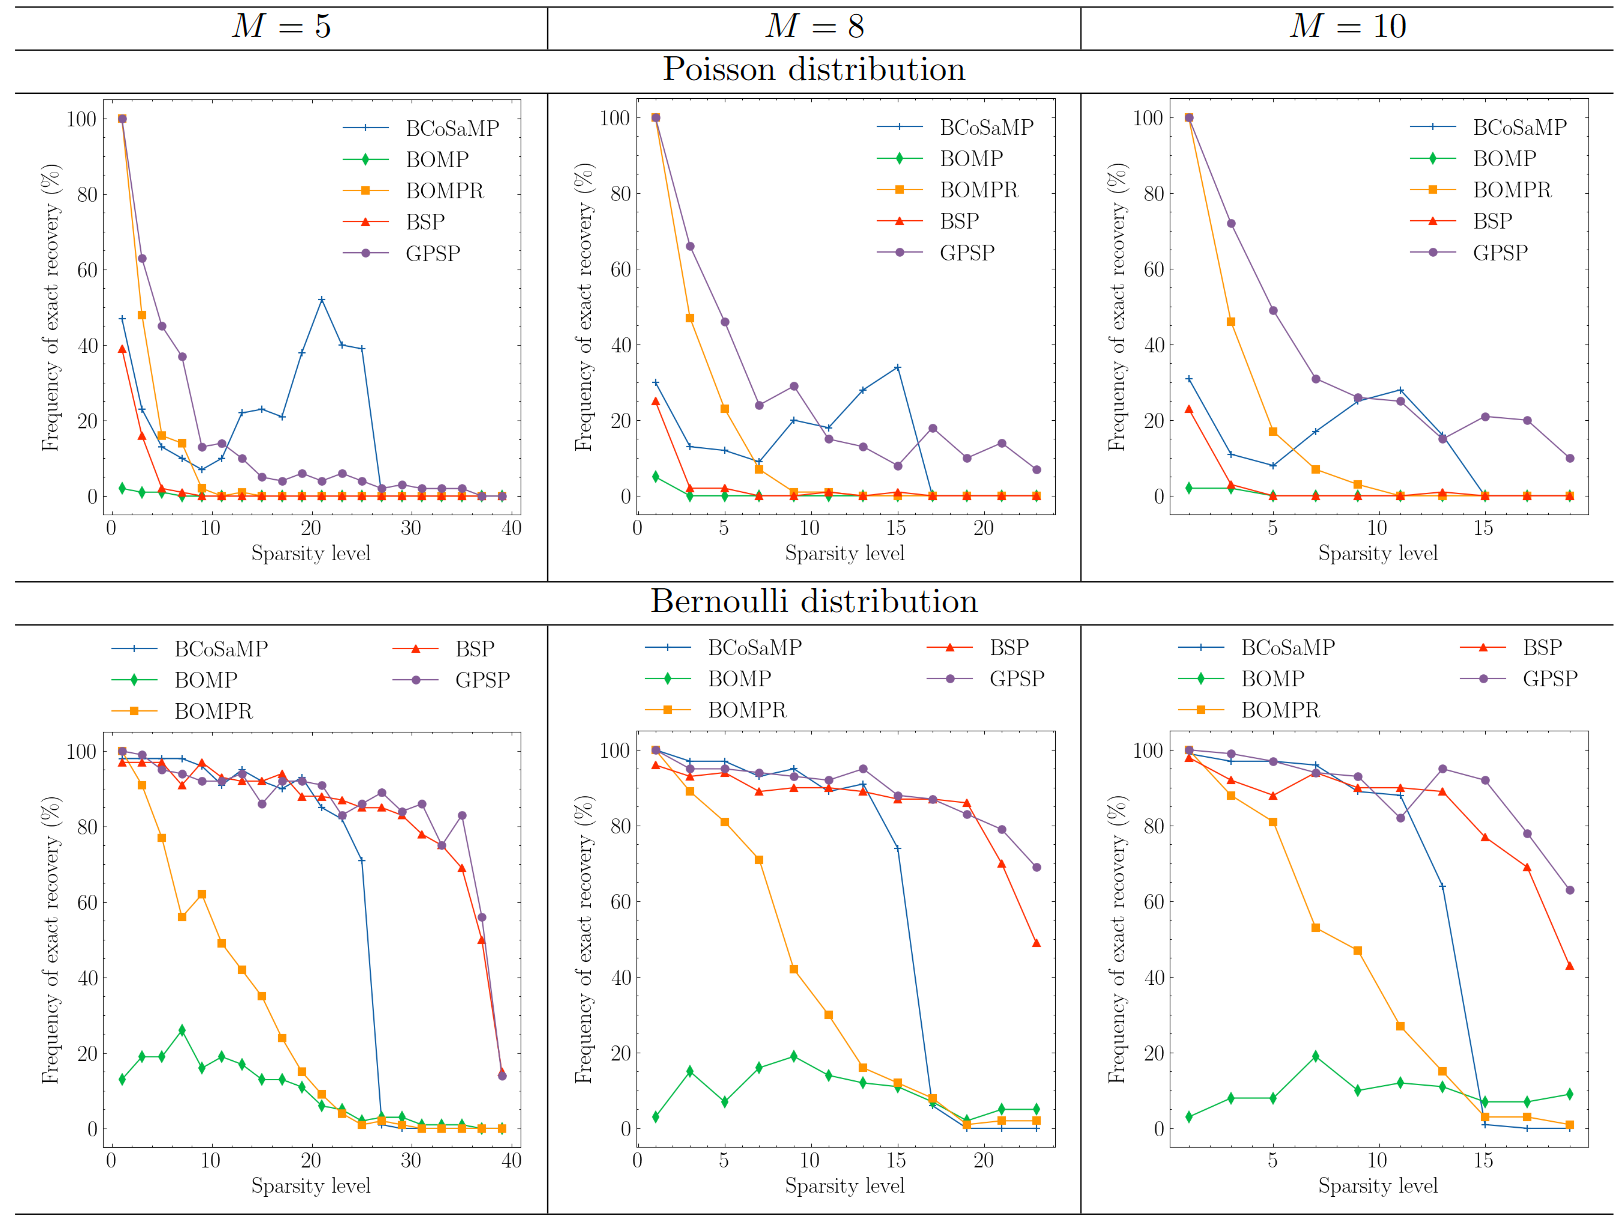 M = 5 M = 8 M = 10
Poisson distribution
Frequency of exact recovery (%)
100
80
60
40
20
0
0 10 20 30 40
Sparsity level
BCoSaMP
BOMP
BOMPR
BSP
GPSP
Frequency of exact recovery (%)
100
80
60
40
20
0
0 5 10 15 20
Sparsity level
BCoSaMP
BOMP
BOMPR
BSP
GPSP
Frequency of exact recovery (%)
100
80
60
40
20
0
5 10 15
Sparsity level
BCoSaMP
BOMP
BOMPR
BSP
GPSP
Bernoulli distribution
BCoSaMP BSP
BOMP GPSP
BOMPR
Frequency of exact recovery (%)
100
80
60
40
20
0
0 10 20 30 40
Sparsity level
BCoSaMP BSP
BOMP GPSP
BOMPR
Frequency of exact recovery (%)
100
80
60
40
20
0
0 5 10 15 20
Sparsity level
BCoSaMP BSP
BOMP GPSP
BOMPR
Frequency of exact recovery (%)
100
80
60
40
20
0
5 10 15
Sparsity level